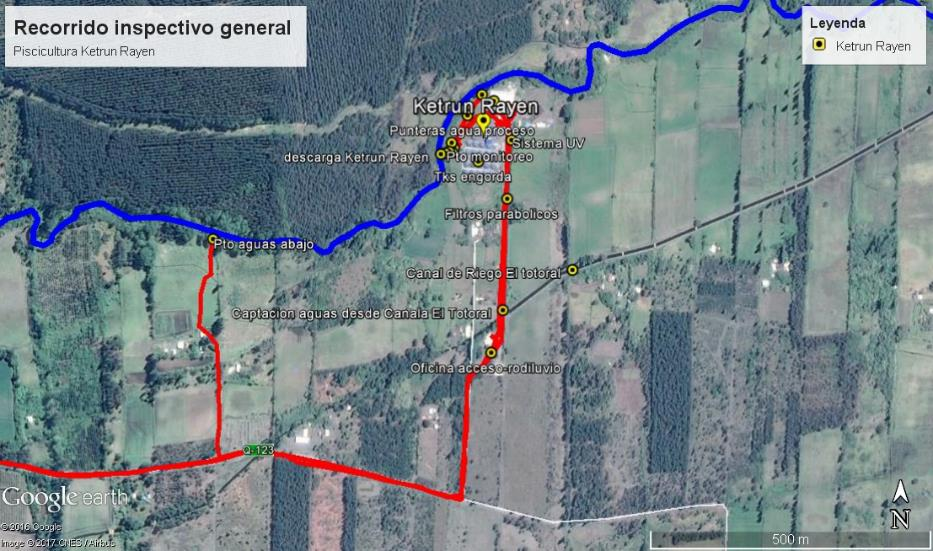 Recorrido inspectivo general
Piscicultura Ketrun Rayen
Leyenda
Ketrun Rayen
Ketrun Rayen
Punteras agua proceso
Sistema UV
descarga Ketrun Rayen
Pto monitoreo
Tks engorda
Filtros parabolicos
Pto aguas abajo
Canal de Riego El totoral
Captacion aguas desde Canala El Totoral
Oficina acceso-rodiluvio
Q-123
Google earth
© 2016 Google
Image © 2017 CNES / Airbus
N
500 m